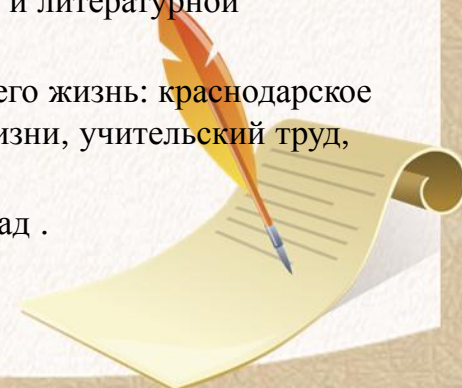 и литературной
его жизнь: краснодарское
изни, учительский труд,
ад .